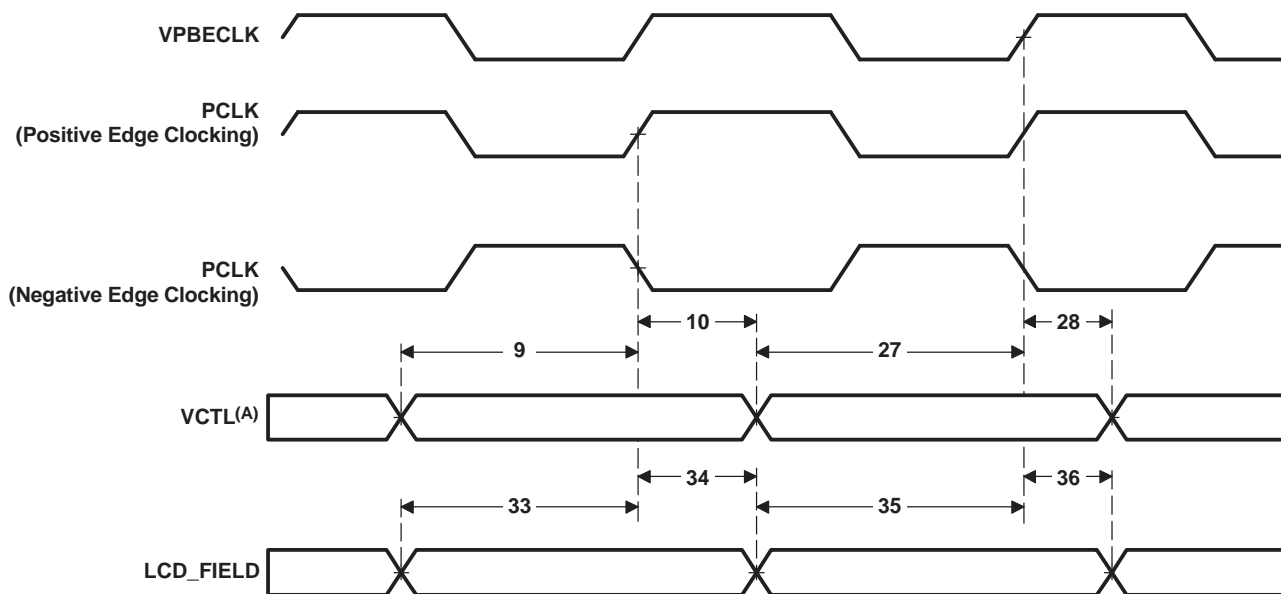 VPBECLK
PCLK
(Positive Edge Clocking)
PCLK
(Negative Edge Clocking)
10
28
9
27
VCTL(A)
34
36
33
35
LCD_FIELD